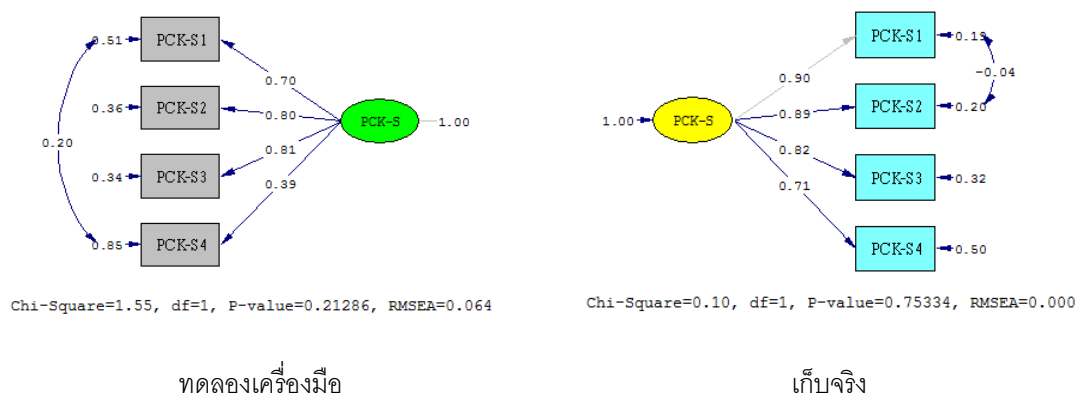 0.51 PCK-S1
0.70
0.36 PCK-S2
0.80
PCK-S 1.00
0.20
0.81
0.34 PCK-S3
0.39
0.85 PCK-S4
Chi-Square=1.55, df=1, P-value=0.21286, RMSEA=0.064
ทดลองเครื่องมือ
PCK-S1 0.19
-0.04
0.90
PCK-S2 0.20
0.89
1.00 PCK-S
0.82
PCK-S3 0.32
0.71
PCK-S4 0.50
Chi-Square=0.10, df=1, P-value=0.75334, RMSEA=0.000
เก็บจริง